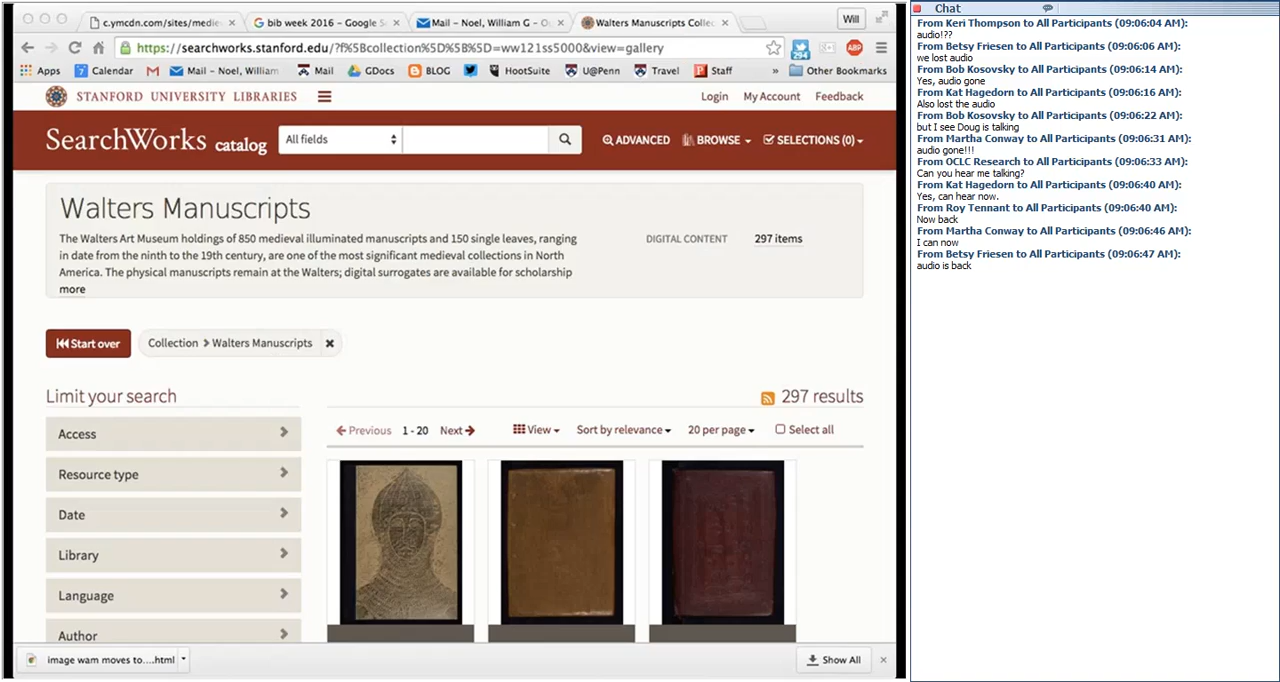 c.ymcdn.com/sites/medie
bib week 2016 - Google S
Mail – Noel, William G – O
Walters Manuscripts Collec
Will
https://searchworks.stanford.edu/?f%5Bcollection%5D%5B%5D=ww121ss5000&view=gallery
294
ABP
Apps
7 Calendar
Mail – Noel, William
Mail
GDocs
BLOG
HootSuite
U@Penn
Travel
Staff
»
Other Bookmarks
STANFORD UNIVERSITY LIBRARIES
Login My Account Feedback
SearchWorks catalog
All fields
ADVANCED
BROWSE
SELECTIONS (0)
Walters Manuscripts
The Walters Art Museum holdings of 850 medieval illuminated manuscripts and 150 single leaves, ranging
in date from the ninth to the 19th century, are one of the most significant medieval collections in North
America. The physical manuscripts remain at the Walters; digital surrogates are available for scholarship
more
DIGITAL CONTENT 297 items
Start over
Collection > Walters Manuscripts ✖
Limit your search
297 results
Access
Resource type
Date
Library
Language
Author
Previous 1 - 20 Next
View
Sort by relevance
20 per page
Select all
image wam moves to....html
Show All
Chat
From Keri Thompson to All Participants (09:06:04 AM):
audio!??
From Betsy Friesen to All Participants (09:06:06 AM):
we lost audio
From Bob Kosovsky to All Participants (09:06:14 AM):
Yes, audio gone
From Kat Hagedorn to All Participants (09:06:16 AM):
Also lost the audio
From Bob Kosovsky to All Participants (09:06:22 AM):
but I see Doug is talking
From Martha Conway to All Participants (09:06:31 AM):
audio gone!!!
From OCLC Research to All Participants (09:06:33 AM):
Can you hear me talking?
From Kat Hagedorn to All Participants (09:06:40 AM):
Yes, can hear now.
From Roy Tennant to All Participants (09:06:40 AM):
Now back
From Martha Conway to All Participants (09:06:46 AM):
I can now
From Betsy Friesen to All Participants (09:06:47 AM):
audio is back